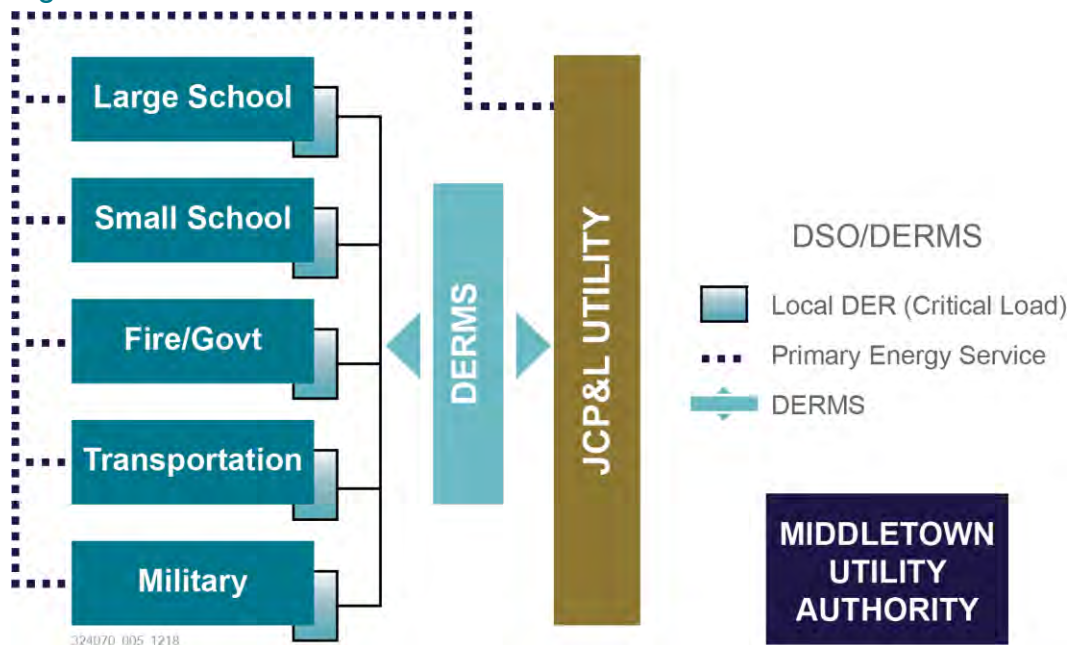 Large School
Small School
Fire/Govt
Transportation
Military
324070_005_1218
DERMS
JCP&L UTILITY
DSO/DERMS
Local DER (Critical Load)
Primary Energy Service
DERMS
MIDDLETOWN
UTILITY
AUTHORITY